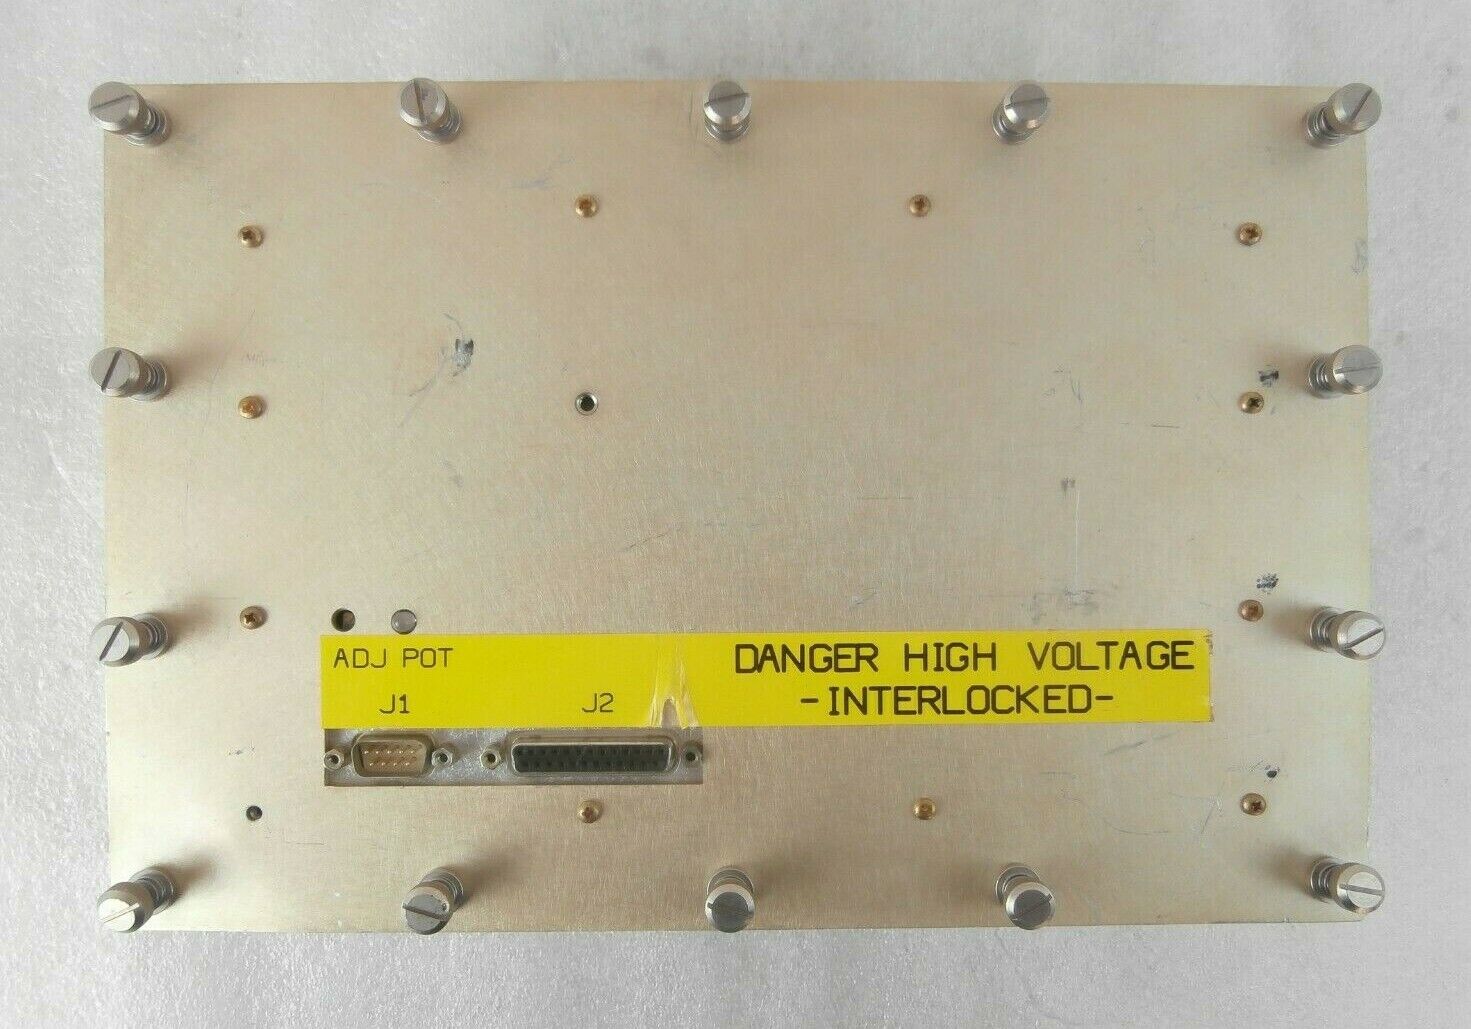 ADJ POT
J1 J2
DANGER HIGH VOLTAGE
-INTERLOCKED-